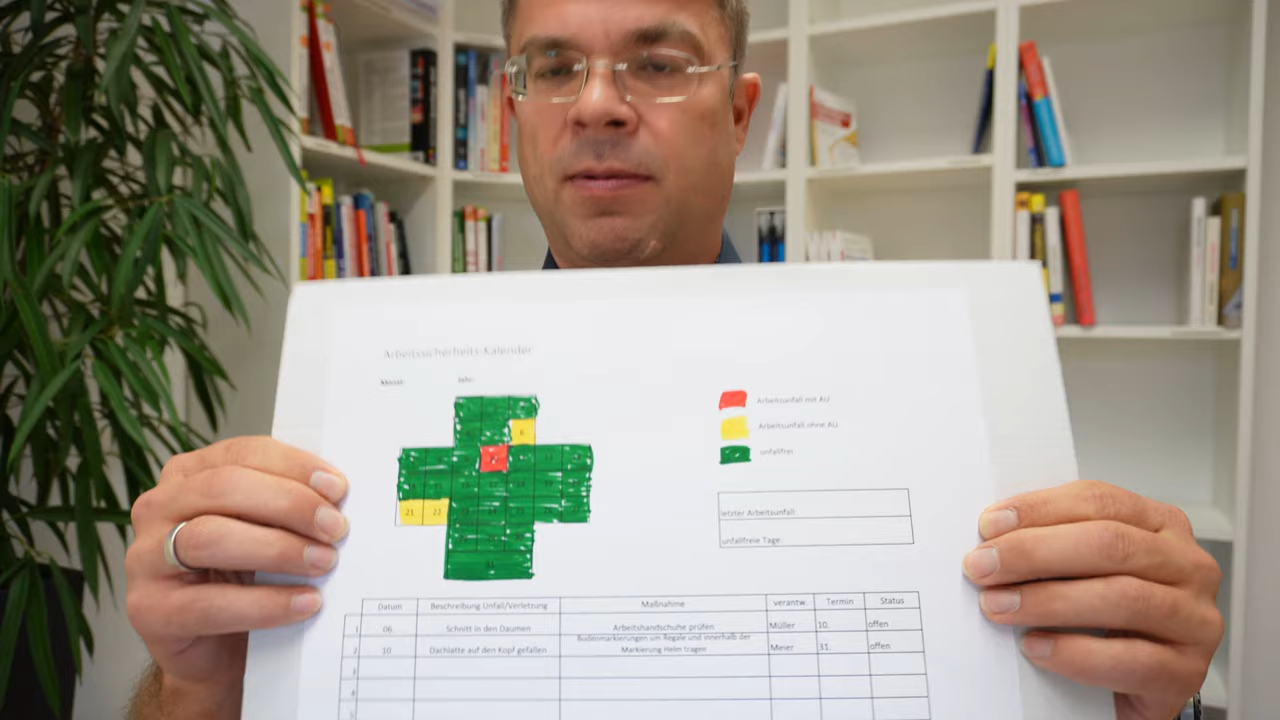 Arbeitssicherheits-Kalender
Monat: Jahr:
Arbeitsunfall mit AU
Arbeitsunfall ohne AU
unfallfrei
6
21 22
letzter Arbeitsunfall:
unfallfreie Tage:
Datum Beschreibung Unfall/Verletzung Maßnahme verantw. Termin Status
1 06. Schnitt in den Daumen Arbeitshandschuhe prüfen Müller 10. offen
2 10 Dachlatte auf den Kopf gefallen Bodenmarkierungen um Regale und innerhalb der Markierung Helm tragen Meier 31. offen
3
4
5